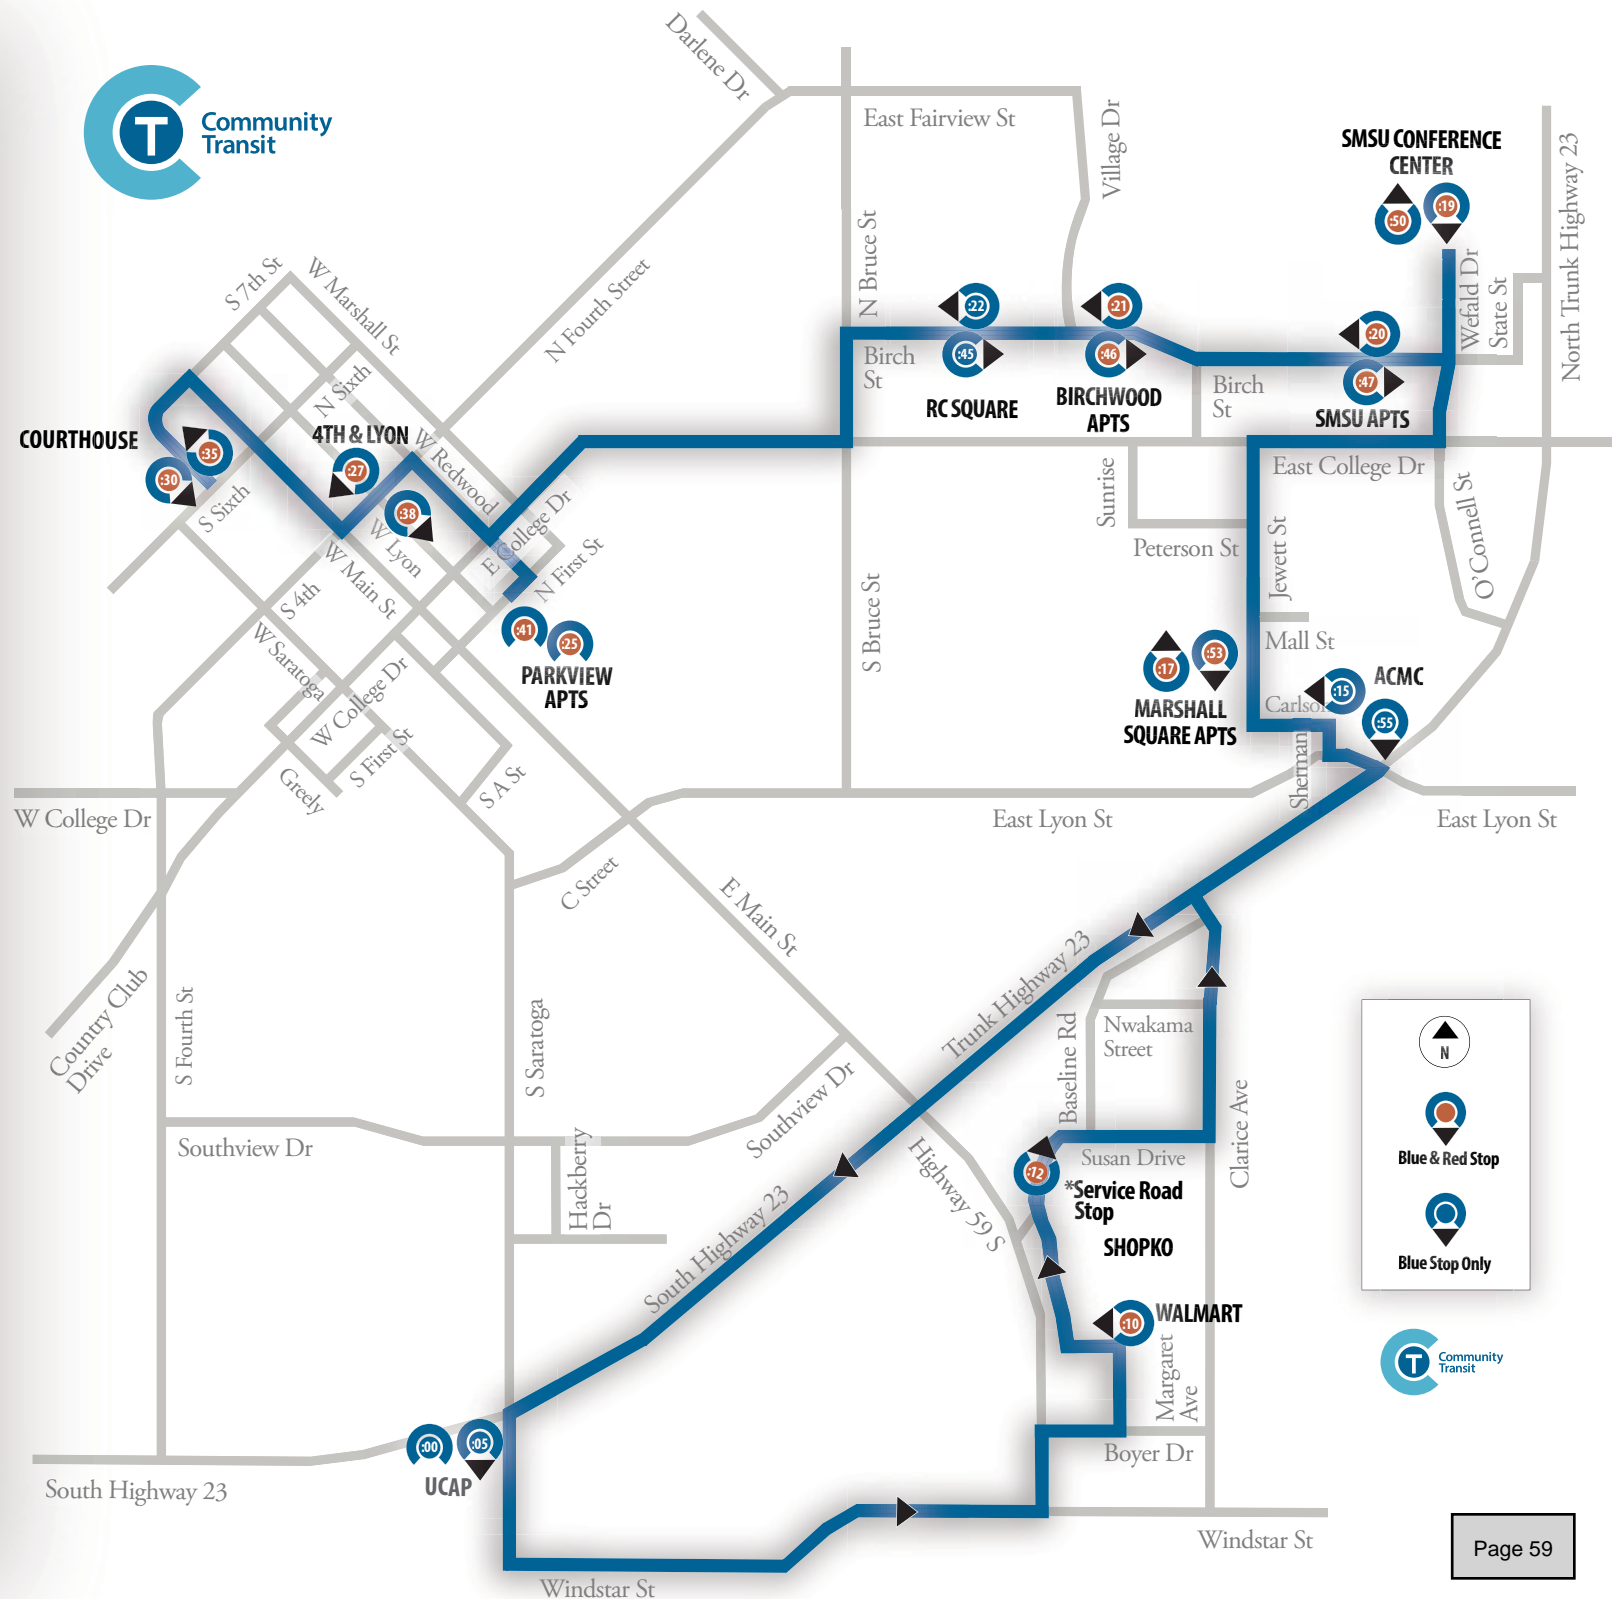 Community
Transit
Darlene Dr
East Fairview St
Village Dr
SMSU CONFERENCE
CENTER
:50
:19
North Trunk Highway 23
N Bruce St
Wefald Dr
State St
S 7th St
W Marshall St
N Fourth Street
:22
:21
:20
Birch
St
:45
:46
:47
Birch
St
RC SQUARE
BIRCHWOOD
APTS
SMSU APTS
N Sixth
4TH & LYON
COURTHOUSE
:35
:30
:27
:38
W Redwood
S Sixth
W Lyon
E College Dr
N First St
East College Dr
Sunrise
Peterson St
Jewett St
O'Connell St
W Main St
S 4th
W Saratoga
:41
:25
PARKVIEW
APTS
S Bruce St
Mall St
:17
:53
MARSHALL
SQUARE APTS
:15
ACMC
:55
Carlson
Sherman
W College Dr
S First St
Greely
S A St
W College Dr
East Lyon St
East Lyon St
C Street
E Main St
Country Club
Drive
S Fourth St
S Saratoga
Trunk Highway 23
Baseline Rd
Nwakama
Street
Clarice Ave
Southview Dr
Southview Dr
Hackberry
Dr
Highway 59 S
Susan Drive
:12
*Service Road
Stop
SHOPKO
South Highway 23
:10
WALMART
Margaret
Ave
Boyer Dr
:00
:05
UCAP
South Highway 23
Windstar St
Windstar St
N
Blue & Red Stop
Blue Stop Only
Community
Transit
Page 59